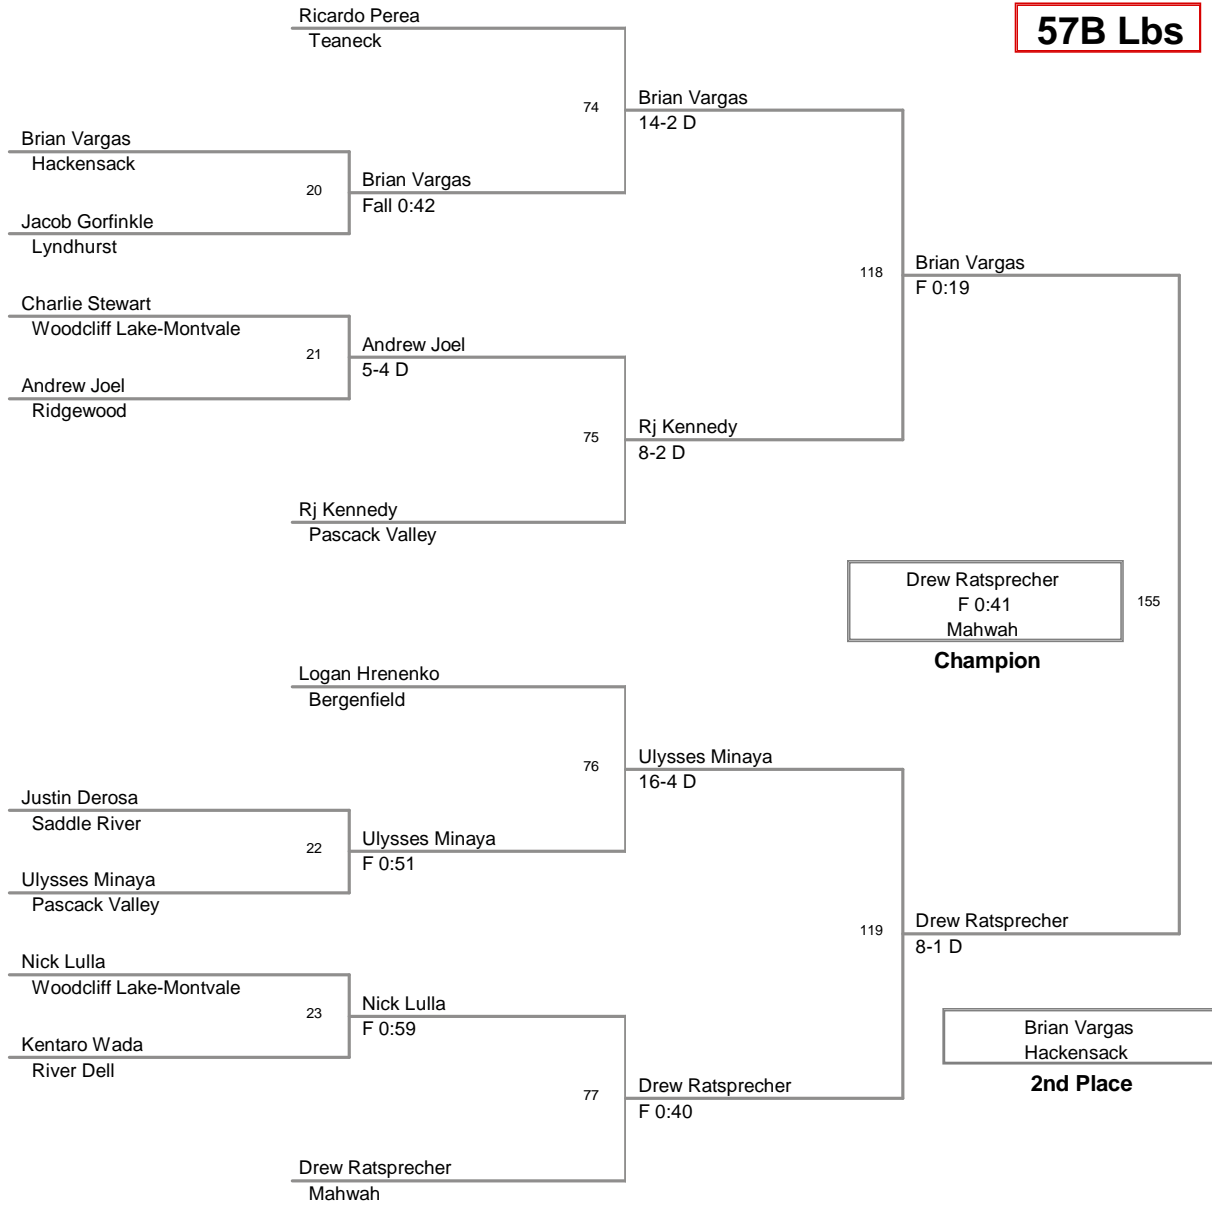 Ricardo Perea
Teaneck
57B Lbs
74
Brian Vargas
14-2 D
Brian Vargas
Hackensack
20
Brian Vargas
Fall 0:42
Jacob Gorfinkle
Lyndhurst
118
Brian Vargas
F 0:19
Charlie Stewart
Woodcliff Lake-Montvale
21
Andrew Joel
5-4 D
Andrew Joel
Ridgewood
75
Rj Kennedy
8-2 D
Rj Kennedy
Pascack Valley
Drew Ratsprecher
F 0:41
Mahwah
155
Champion
Logan Hrenenko
Bergenfield
76
Ulysses Minaya
16-4 D
Justin Derosa
Saddle River
22
Ulysses Minaya
F 0:51
Ulysses Minaya
Pascack Valley
119
Drew Ratsprecher
8-1 D
Nick Lulla
Woodcliff Lake-Montvale
23
Nick Lulla
F 0:59
Kentaro Wada
River Dell
Brian Vargas
Hackensack
2nd Place
77
Drew Ratsprecher
F 0:40
Drew Ratsprecher
Mahwah